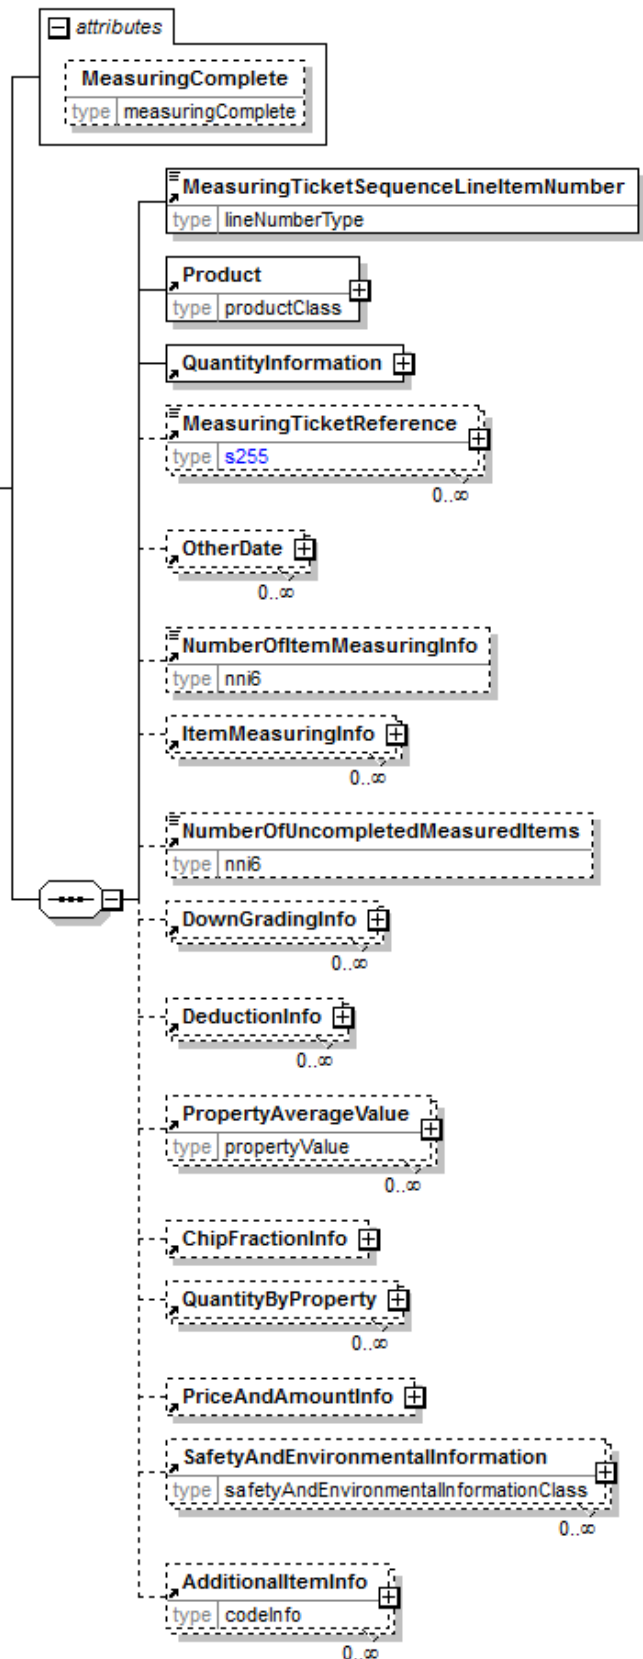 attributes
MeasuringComplete
type measuringComplete
MeasuringTicketSequenceLineItemNumber
type lineNumberType
Product
type productClass
QuantityInformation
MeasuringTicketReference
type s255
0..∞
OtherDate
0..∞
NumberOfItemMeasuringInfo
type nni6
ItemMeasuringInfo
0..∞
NumberOfUncompletedMeasuredItems
type nni6
DownGradingInfo
0..∞
DeductionInfo
0..∞
PropertyAverageValue
type propertyValue
0..∞
ChipFractionInfo
QuantityByProperty
0..∞
PriceAndAmountInfo
SafetyAndEnvironmentalInformation
type safetyAndEnvironmentalInformationClass
0..∞
AdditionalItemInfo
type codeInfo
0..∞